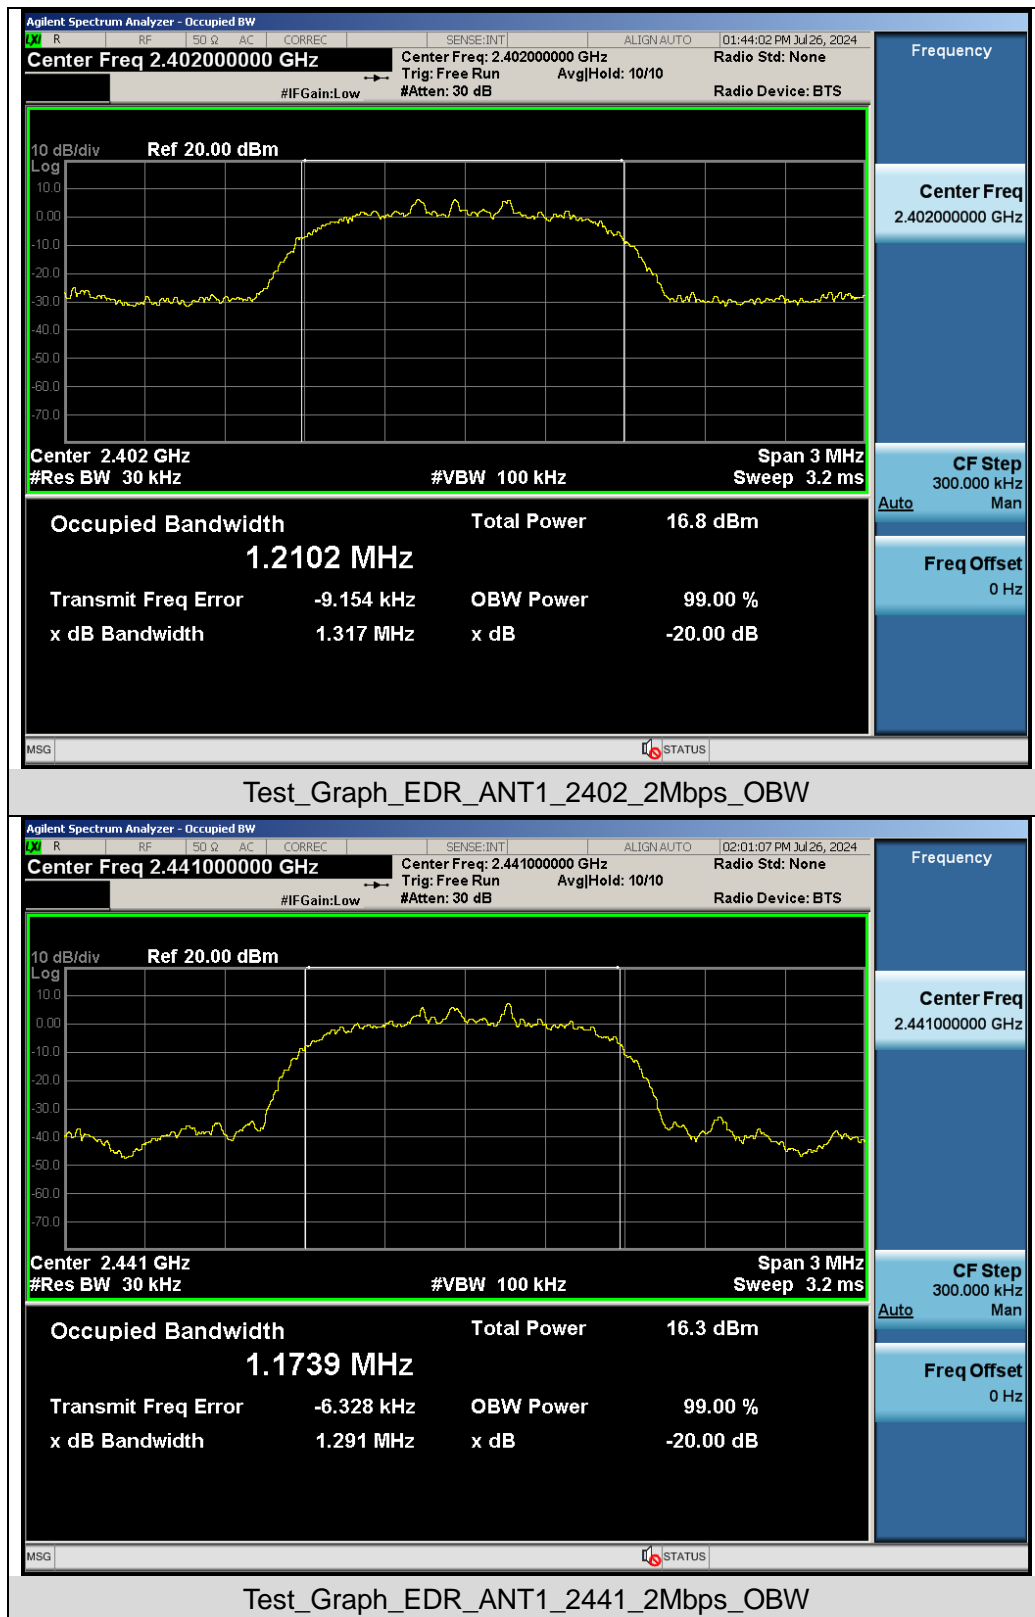 Agilent Spectrum Analyzer - Occupied BW
LXI R RF 50 Ω AC CORREC SENSE:INT ALIGN AUTO 01:44:02 PM Jul 26, 2024
Center Freq 2.402000000 GHz
Center Freq: 2.402000000 GHz
Radio Std: None
Trig: Free Run Avg|Hold: 10/10
#IFGain:Low
#Atten: 30 dB
Radio Device: BTS
Frequency
10 dB/div Ref 20.00 dBm
Log
10.0
0.00
-10.0
-20.0
-30.0
-40.0
-50.0
-60.0
-70.0
Center Freq
2.402000000 GHz
Center 2.402 GHz Span 3 MHz
#Res BW 30 kHz #VBW 100 kHz Sweep 3.2 ms
CF Step
300.000 kHz
Auto Man
Occupied Bandwidth Total Power 16.8 dBm
1.2102 MHz
Transmit Freq Error -9.154 kHz OBW Power 99.00 %
x dB Bandwidth 1.317 MHz x dB -20.00 dB
Freq Offset
0 Hz
MSG STATUS
Test_Graph_EDR_ANT1_2402_2Mbps_OBW
Agilent Spectrum Analyzer - Occupied BW
LXI R RF 50 Ω AC CORREC SENSE:INT ALIGN AUTO 02:01:07 PM Jul 26, 2024
Center Freq 2.441000000 GHz
Center Freq: 2.441000000 GHz
Radio Std: None
Trig: Free Run Avg|Hold: 10/10
#IFGain:Low
#Atten: 30 dB
Radio Device: BTS
Frequency
10 dB/div Ref 20.00 dBm
Log
10.0
0.00
-10.0
-20.0
-30.0
-40.0
-50.0
-60.0
-70.0
Center Freq
2.441000000 GHz
Center 2.441 GHz Span 3 MHz
#Res BW 30 kHz #VBW 100 kHz Sweep 3.2 ms
CF Step
300.000 kHz
Auto Man
Occupied Bandwidth Total Power 16.3 dBm
1.1739 MHz
Transmit Freq Error -6.328 kHz OBW Power 99.00 %
x dB Bandwidth 1.291 MHz x dB -20.00 dB
Freq Offset
0 Hz
MSG STATUS
Test_Graph_EDR_ANT1_2441_2Mbps_OBW